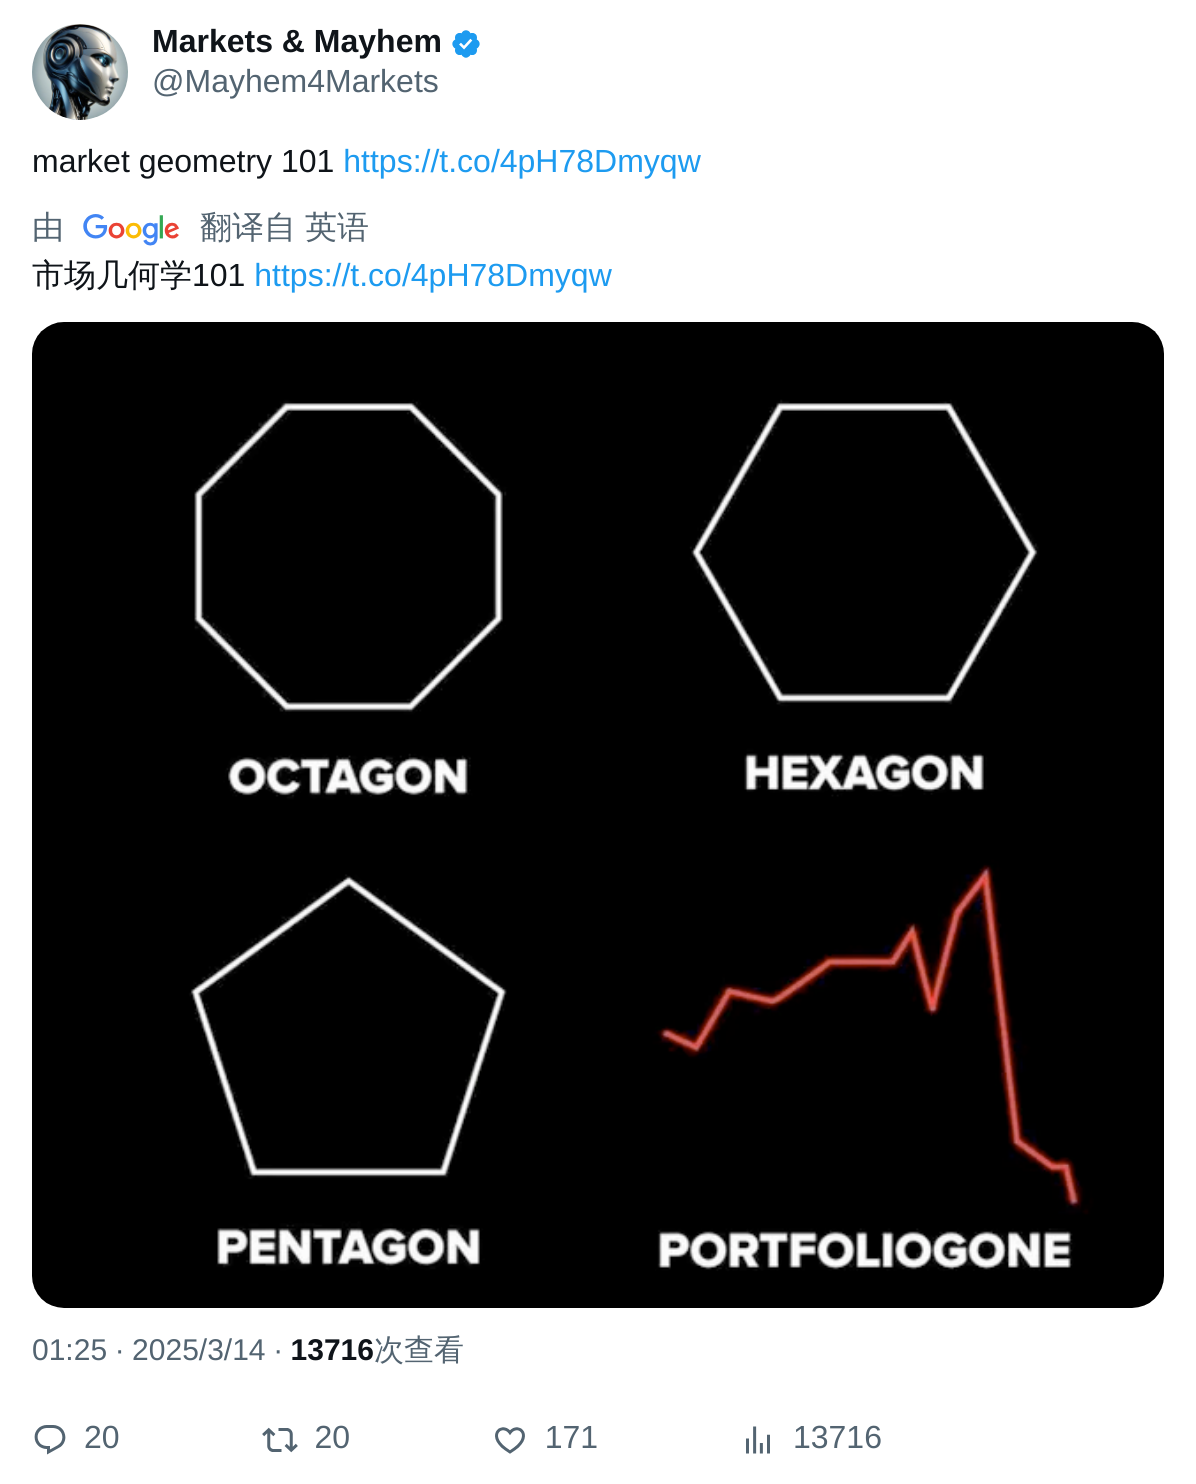 Markets & Mayhem
@Mayhem4Markets
market geometry 101 https://t.co/4pH78Dmyqw
由 Google 翻译自 英语
市场几何学101 https://t.co/4pH78Dmyqw
OCTAGON
HEXAGON
PENTAGON
PORTFOLIOGONE
01:25 · 2025/3/14 · 13716次查看
20 20 171 13716